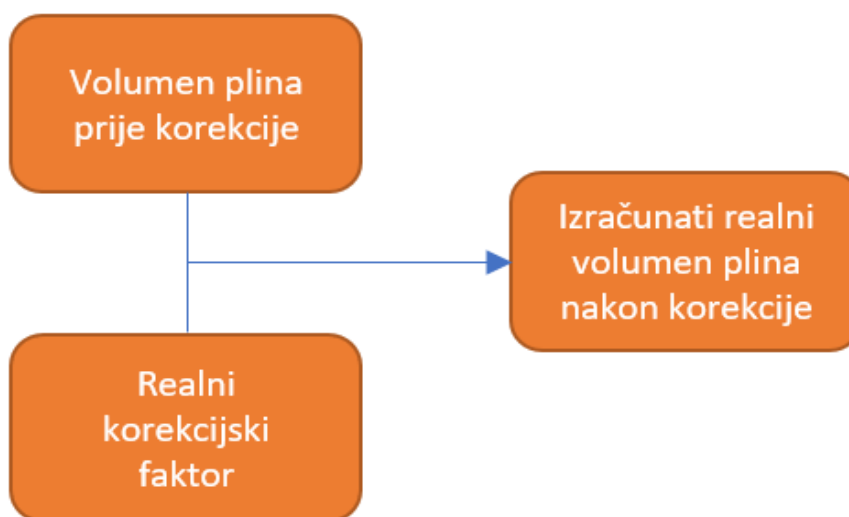 Volumen plina
prije korekcije
Izračunati realni
volumen plina
nakon korekcije
Realni
korekcijski
faktor